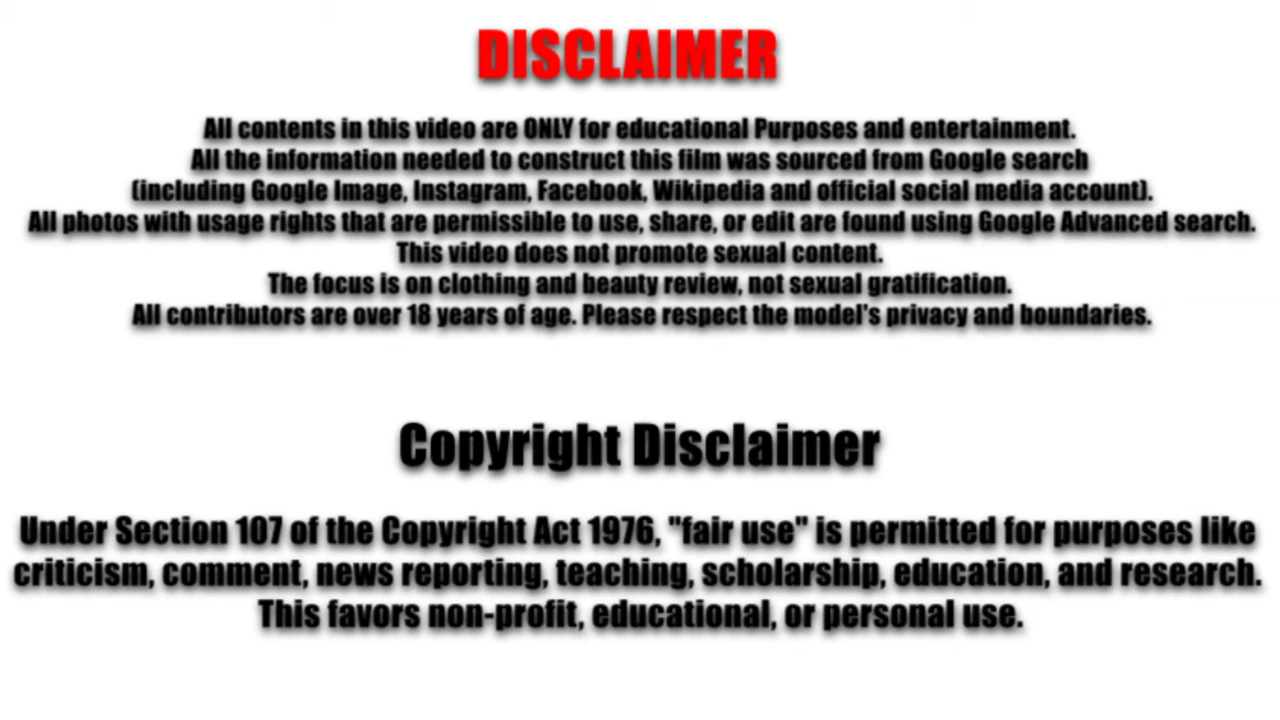 DISCLAIMER
All contents in this video are ONLY for educational Purposes and entertainment.
All the information needed to construct this film was sourced from Google search
(including Google Image, Instagram, Facebook, Wikipedia and official social media account).
All photos with usage rights that are permissible to use, share, or edit are found using Google Advanced search.
This video does not promote sexual content.
The focus is on clothing and beauty review, not sexual gratification.
All contributors are over 18 years of age. Please respect the model's privacy and boundaries.
Copyright Disclaimer
Under Section 107 of the Copyright Act 1976, "fair use" is permitted for purposes like
criticism, comment, news reporting, teaching, scholarship, education, and research.
This favors non-profit, educational, or personal use.